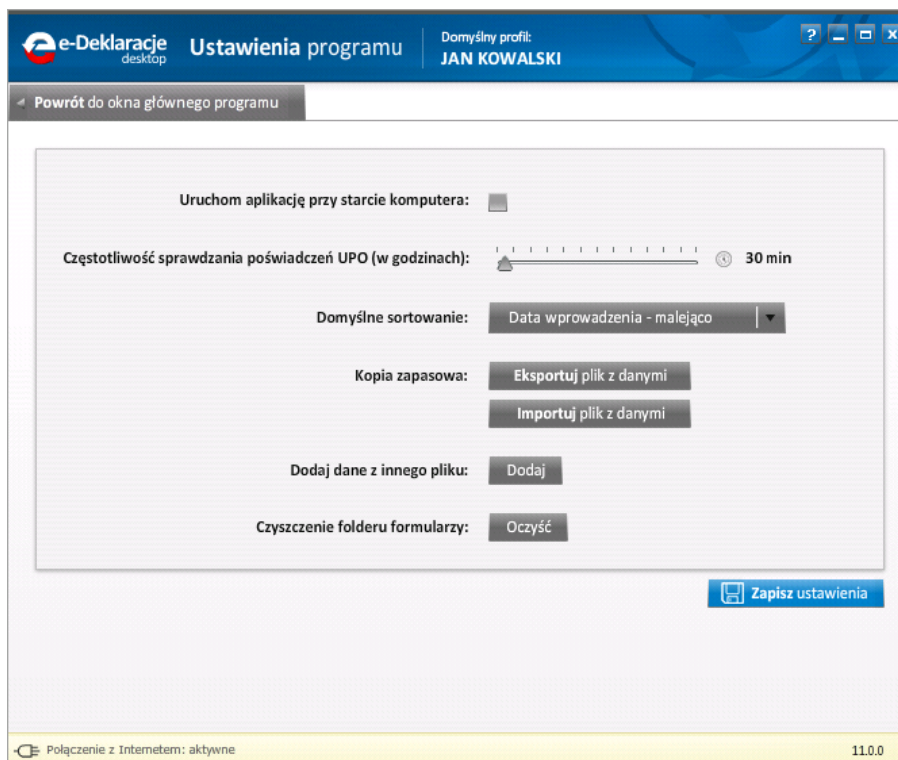 e-Deklaracje
desktop
Ustawienia programu
Domyślny profil:
JAN KOWALSKI
?
Powrót do okna głównego programu
Uruchom aplikację przy starcie komputera:
Częstotliwość sprawdzania poświadczeń UPO (w godzinach):
30 min
Domyślne sortowanie:
Data wprowadzenia - malejąco
Kopia zapasowa:
Eksportuj plik z danymi
Importuj plik z danymi
Dodaj dane z innego pliku:
Dodaj
Czyszczenie folderu formularzy:
Oczyść
Zapisz ustawienia
Połączenie z Internetem: aktywne
11.0.0